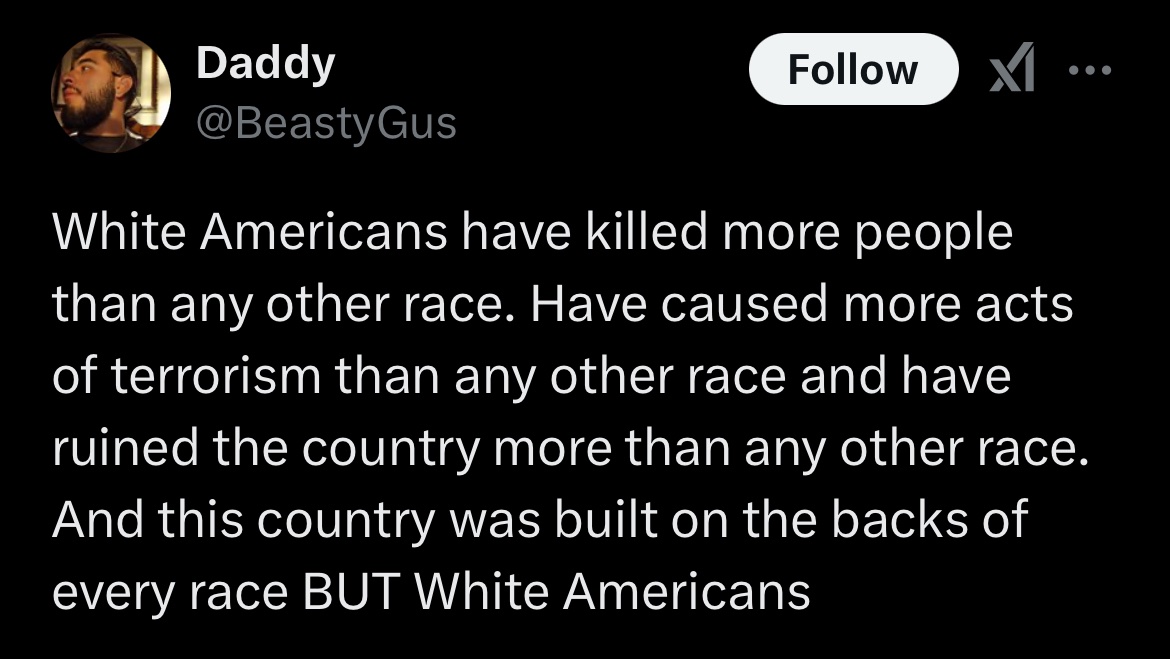 Daddy
Follow
@BeastyGus
White Americans have killed more people
than any other race. Have caused more acts
of terrorism than any other race and have
ruined the country more than any other race.
And this country was built on the backs of
every race BUT White Americans